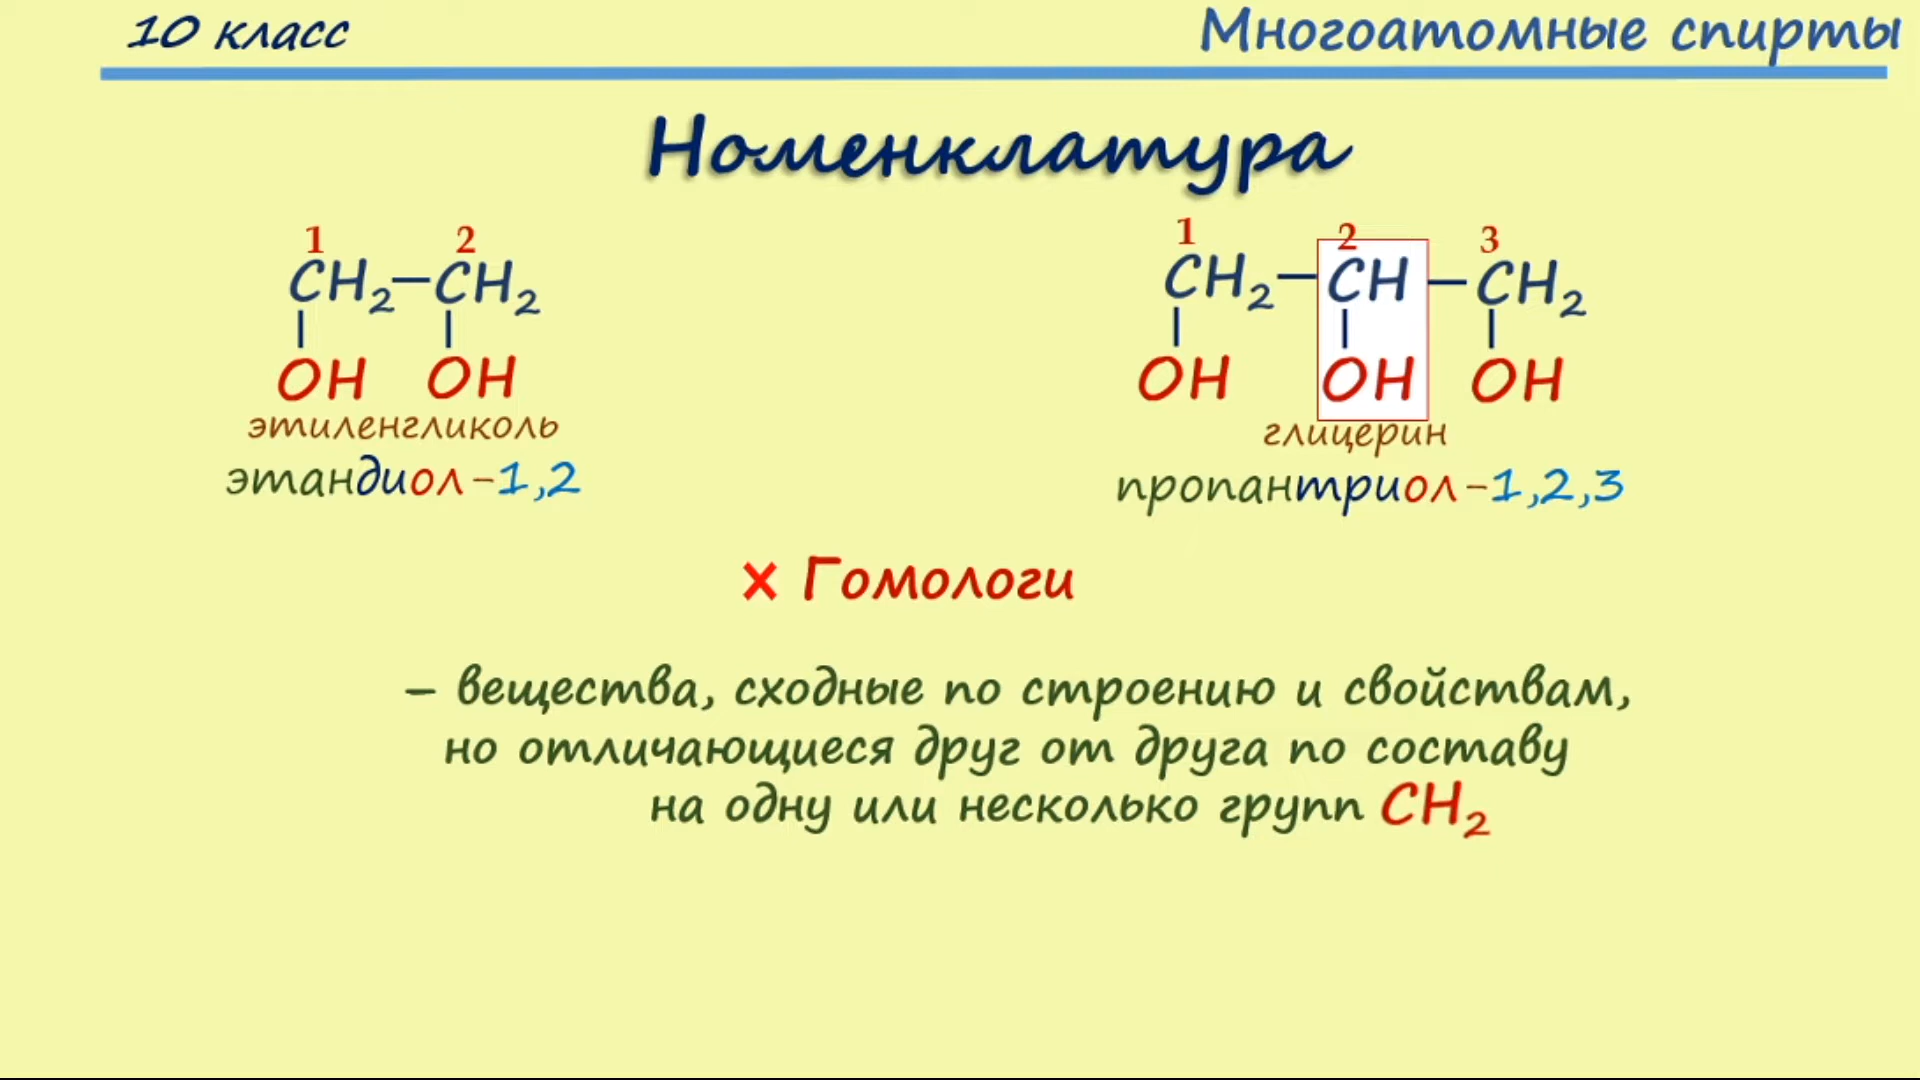 10 класс
Многоатомные спирты
Номенклатура
1 2
CH₂—CH₂
OH OH
этиленгликоль
этандиол-1,2
1 2 3
CH₂—CH—CH₂
OH OH OH
глицерин
пропантриол-1,2,3
× Гомологи
– вещества, сходные по строению и свойствам,
но отличающиеся друг от друга по составу
на одну или несколько групп CH₂